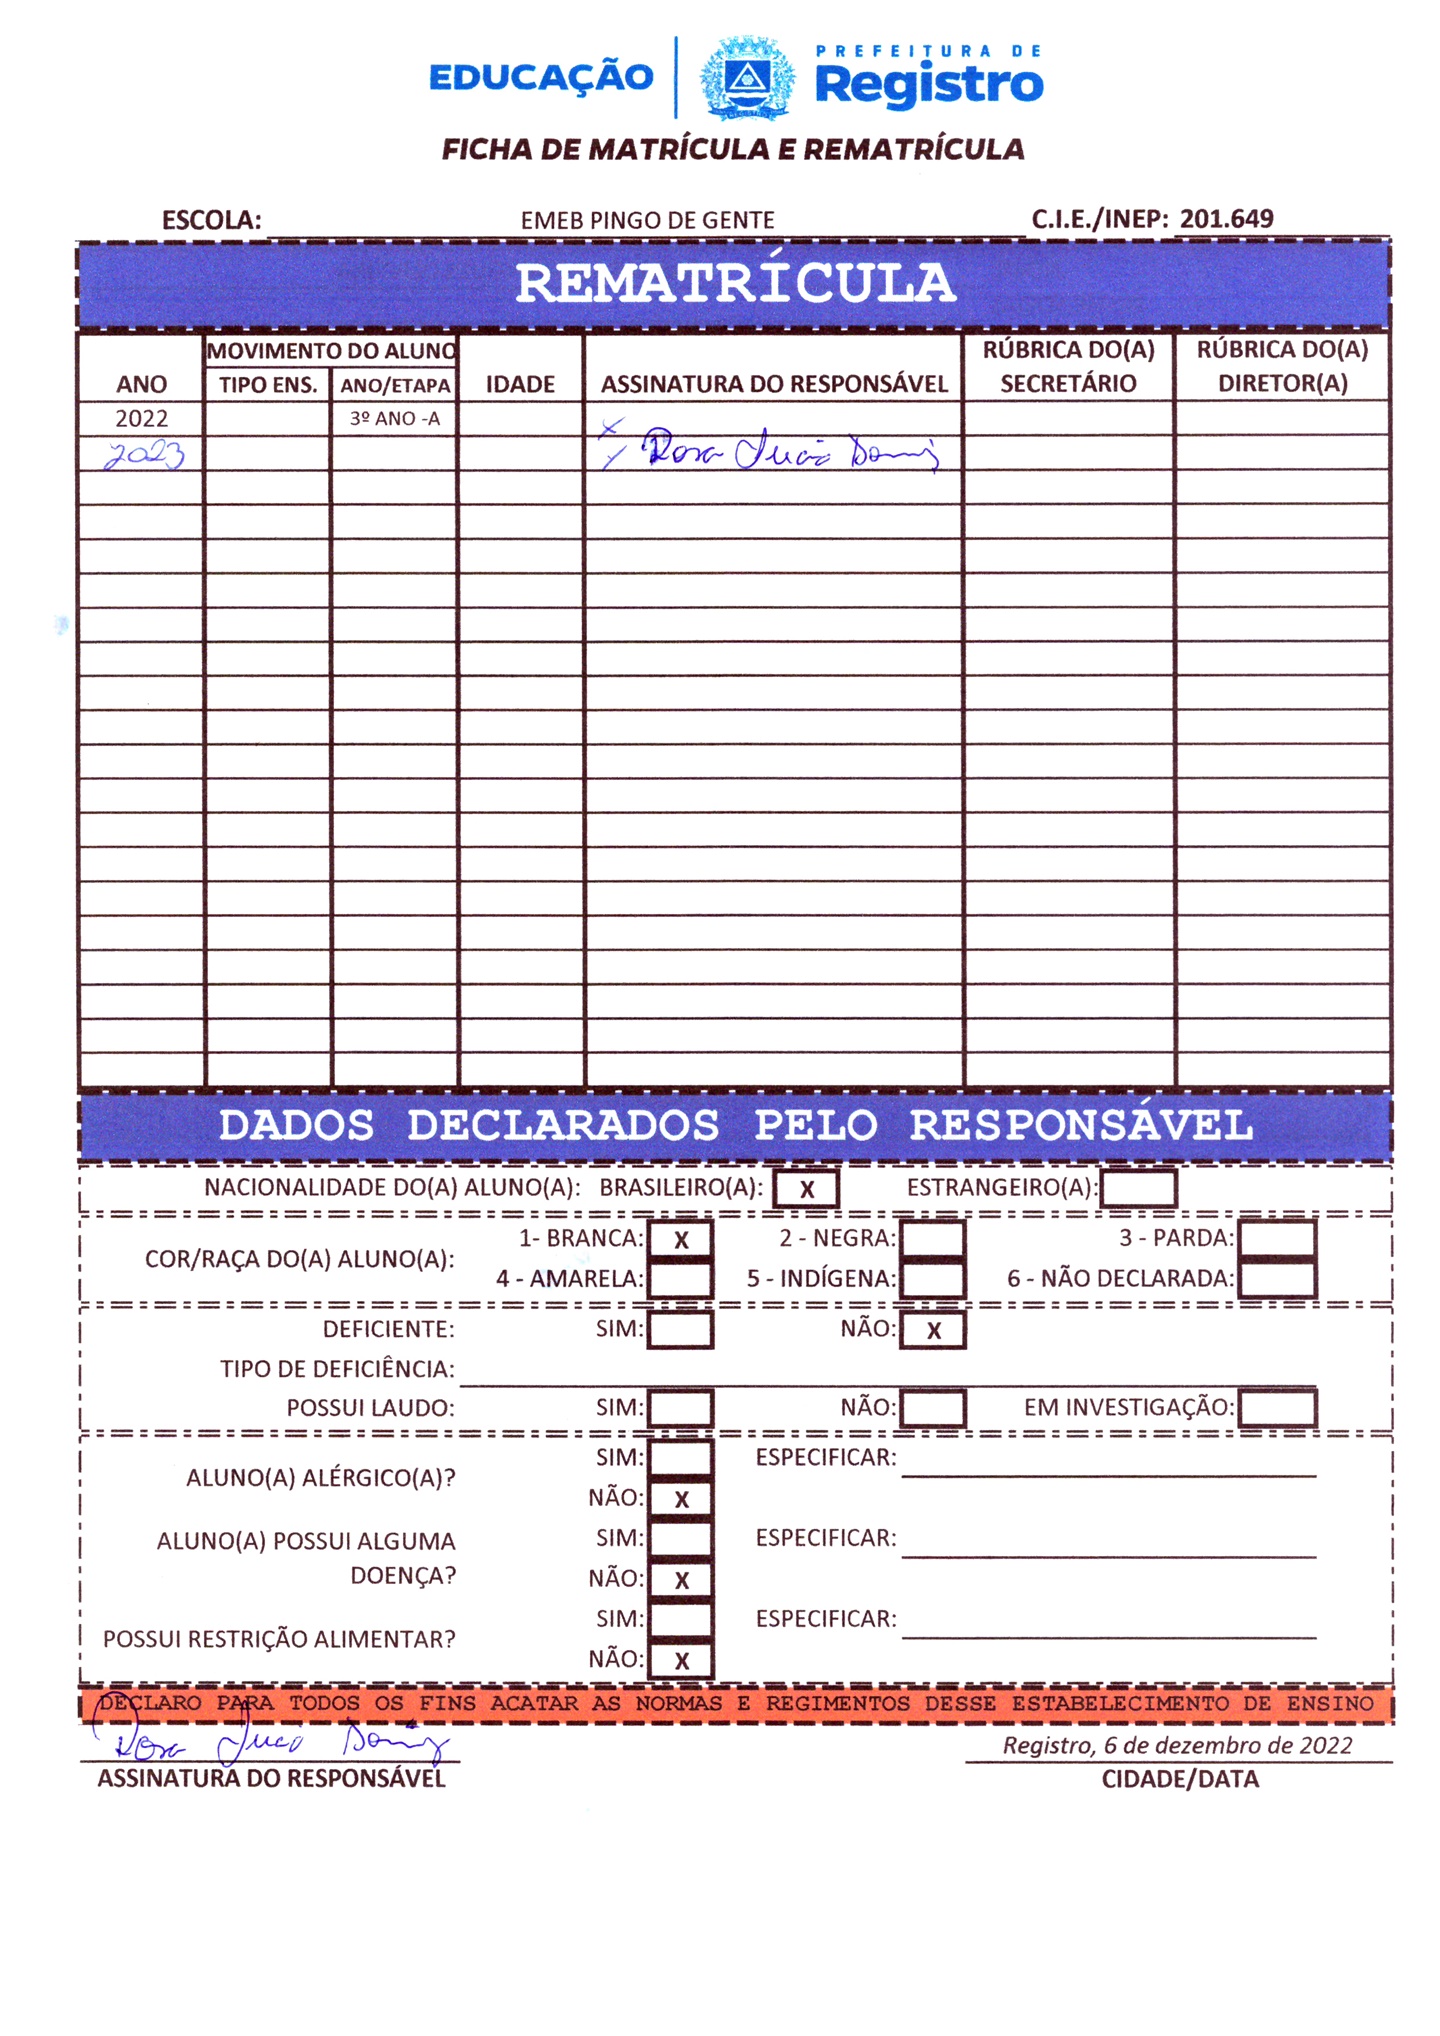 EDUCAÇÃO PREFEITURA DE
Registro
FICHA DE MATRÍCULA E REMATRÍCULA
ESCOLA: EMEB PINGO DE GENTE C.I.E./INEP: 201.649
REMATRÍCULA
MOVIMENTO DO ALUNO RÚBRICA DO(A) RÚBRICA DO(A)
ANO TIPO ENS. ANO/ETAPA IDADE ASSINATURA DO RESPONSÁVEL SECRETÁRIO DIRETOR(A)
2022 3º ANO -A x
2023 x Rosa
DADOS DECLARADOS PELO RESPONSÁVEL
NACIONALIDADE DO(A) ALUNO(A): BRASILEIRO(A): X ESTRANGEIRO(A):
COR/RAÇA DO(A) ALUNO(A): 1- BRANCA: X 2 - NEGRA: 3 - PARDA:
4 - AMARELA: 5 - INDÍGENA: 6 - NÃO DECLARADA:
DEFICIENTE: SIM: NÃO: X
TIPO DE DEFICIÊNCIA:
POSSUI LAUDO: SIM: NÃO: EM INVESTIGAÇÃO:
ALUNO(A) ALÉRGICO(A)? SIM: ESPECIFICAR:
NÃO: X
ALUNO(A) POSSUI ALGUMA DOENÇA? SIM: ESPECIFICAR:
NÃO: X
POSSUI RESTRIÇÃO ALIMENTAR? SIM: ESPECIFICAR:
NÃO: X
DECLARO PARA TODOS OS FINS ACATAR AS NORMAS E REGIMENTOS DESSE ESTABELECIMENTO DE ENSINO
Rosa Registro, 6 de dezembro de 2022
ASSINATURA DO RESPONSÁVEL CIDADE/DATA